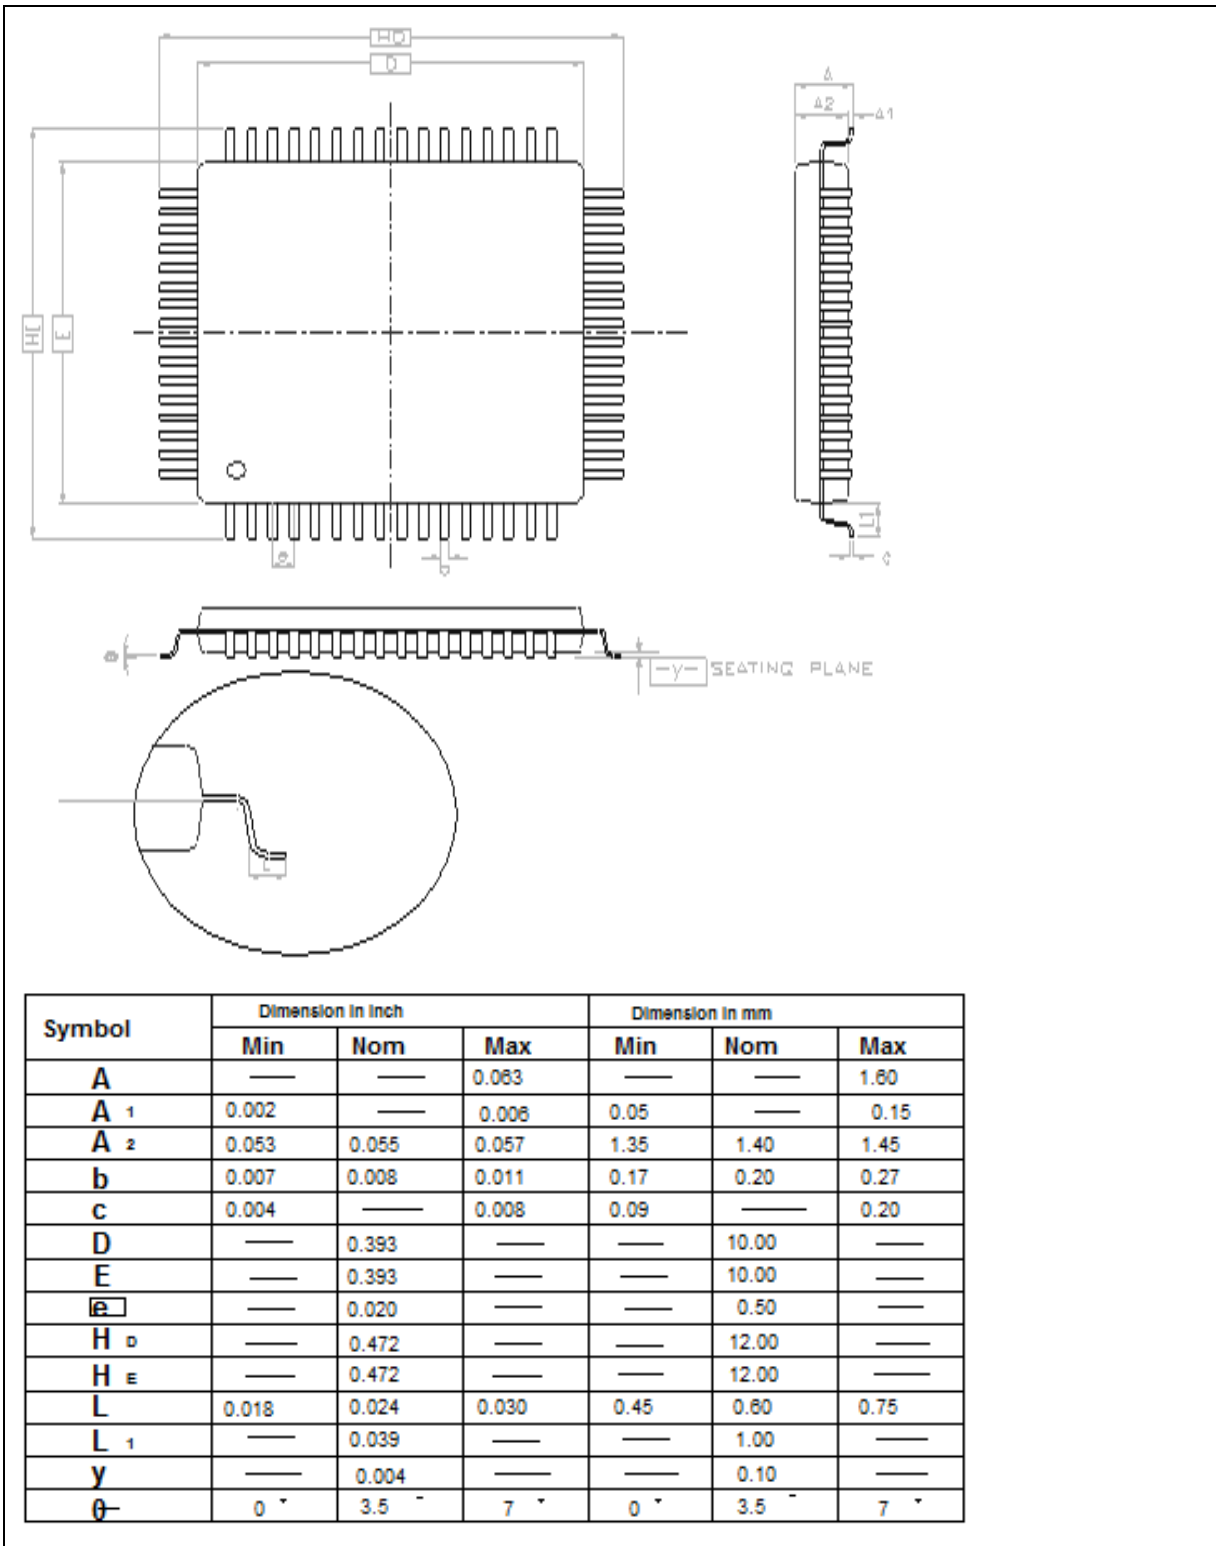 HD
D
A
A2
A1
HE
E
L1
e
b
c
θ
-y- SEATING PLANE
L
Symbol
Dimension in inch
Dimension in mm
Min Nom Max Min Nom Max
A — — 0.063 — — 1.60
A 1 0.002 — 0.006 0.05 — 0.15
A 2 0.053 0.055 0.057 1.35 1.40 1.45
b 0.007 0.008 0.011 0.17 0.20 0.27
c 0.004 — 0.008 0.09 — 0.20
D — 0.393 — — 10.00 —
E — 0.393 — — 10.00 —
e — 0.020 — — 0.50 —
H D — 0.472 — — 12.00 —
H E — 0.472 — — 12.00 —
L 0.018 0.024 0.030 0.45 0.60 0.75
L 1 — 0.039 — — 1.00 —
y — 0.004 — — 0.10 —
θ 0° 3.5° 7° 0° 3.5° 7°